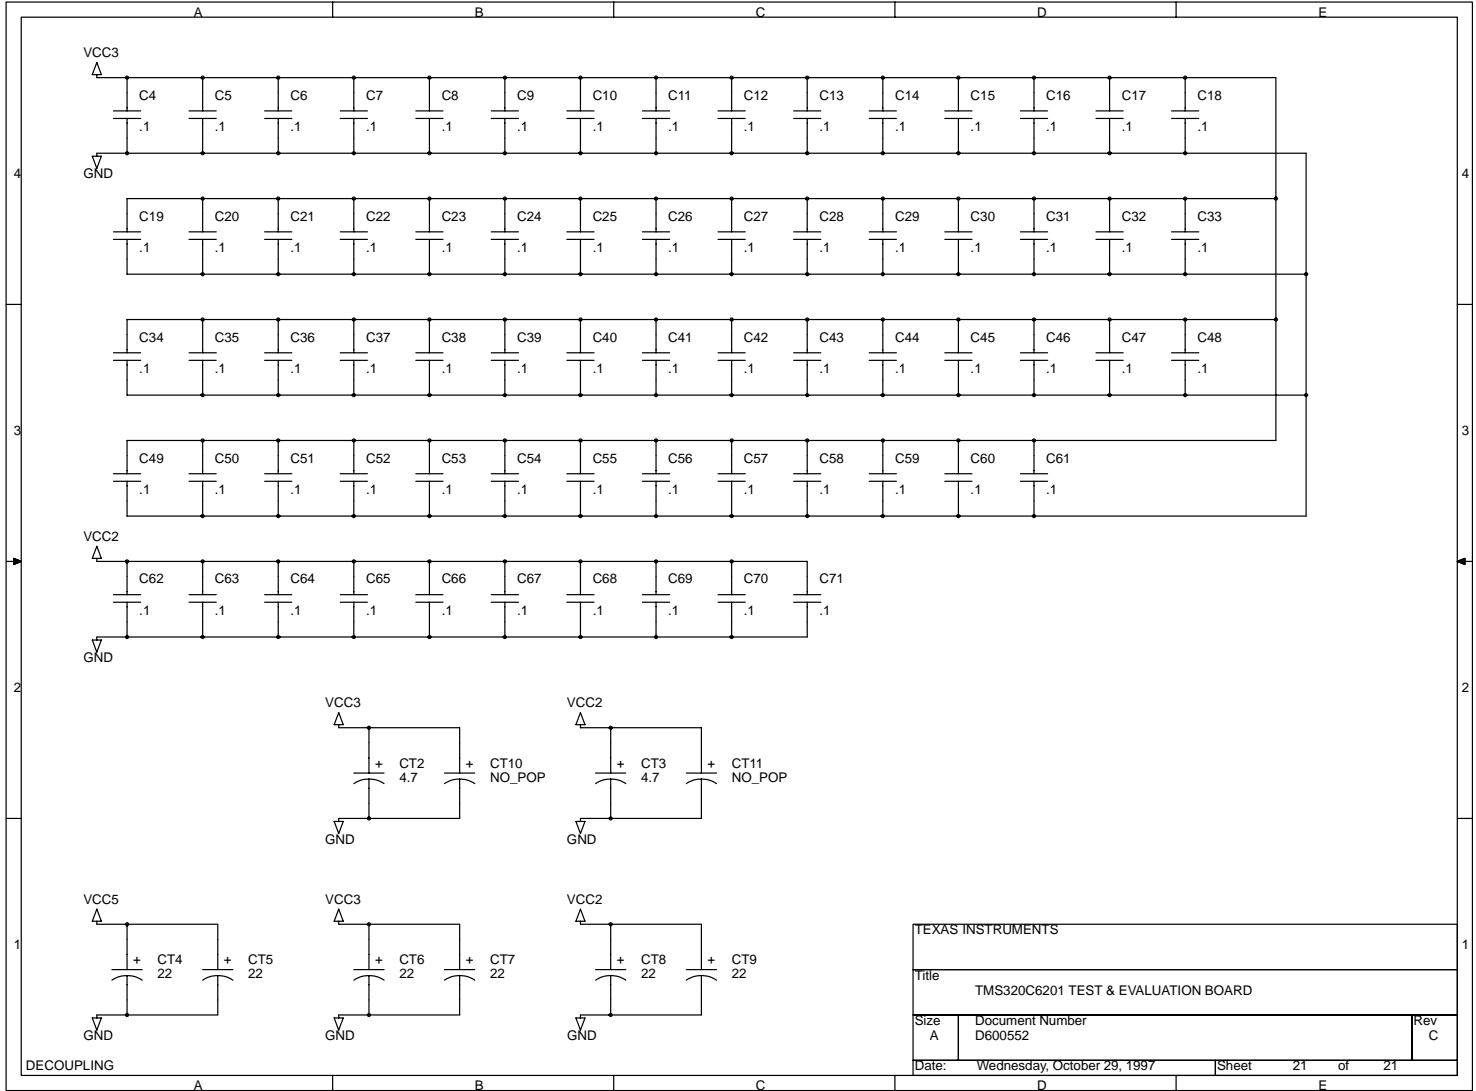 A B C D E
VCC3
C4 C5 C6 C7 C8 C9 C10 C11 C12 C13 C14 C15 C16 C17 C18
.1 .1 .1 .1 .1 .1 .1 .1 .1 .1 .1 .1 .1 .1 .1
GND
4 4
C19 C20 C21 C22 C23 C24 C25 C26 C27 C28 C29 C30 C31 C32 C33
.1 .1 .1 .1 .1 .1 .1 .1 .1 .1 .1 .1 .1 .1 .1
C34 C35 C36 C37 C38 C39 C40 C41 C42 C43 C44 C45 C46 C47 C48
.1 .1 .1 .1 .1 .1 .1 .1 .1 .1 .1 .1 .1 .1 .1
3 3
C49 C50 C51 C52 C53 C54 C55 C56 C57 C58 C59 C60 C61
.1 .1 .1 .1 .1 .1 .1 .1 .1 .1 .1 .1 .1
VCC2
C62 C63 C64 C65 C66 C67 C68 C69 C70 C71
.1 .1 .1 .1 .1 .1 .1 .1 .1 .1
GND
2 2
VCC3 VCC2
+ CT2 + CT10 + CT3 + CT11
4.7 NO_POP 4.7 NO_POP
GND GND
VCC5 VCC3 VCC2
TEXAS INSTRUMENTS
1 1
+ CT4 + CT5 + CT6 + CT7 + CT8 + CT9
22 22 22 22 22 22
Title
TMS320C6201 TEST & EVALUATION BOARD
Size Document Number Rev
A D600552 C
GND GND GND
DECOUPLING
Date: Wednesday, October 29, 1997 Sheet 21 of 21
A B C D E